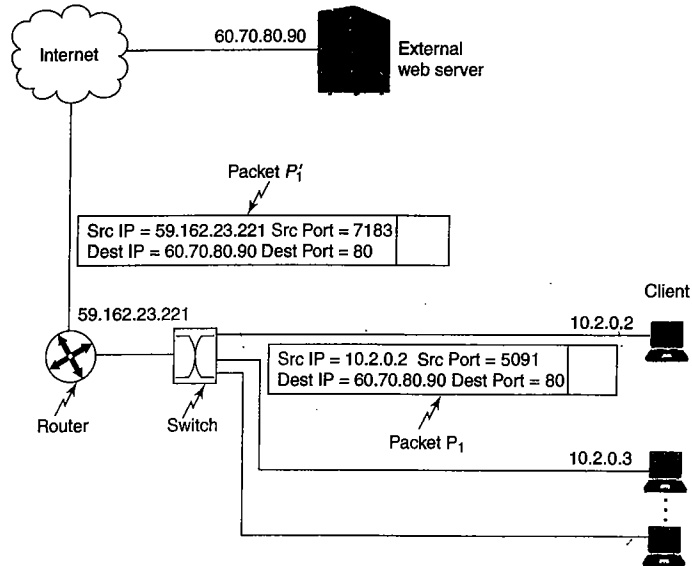 60.70.80.90
Internet
External
web server
Packet P₁′
Src IP = 59.162.23.221 Src Port = 7183
Dest IP = 60.70.80.90 Dest Port = 80
59.162.23.221
Client
10.2.0.2
Src IP = 10.2.0.2 Src Port = 5091
Dest IP = 60.70.80.90 Dest Port = 80
Router
Switch
Packet P₁
10.2.0.3